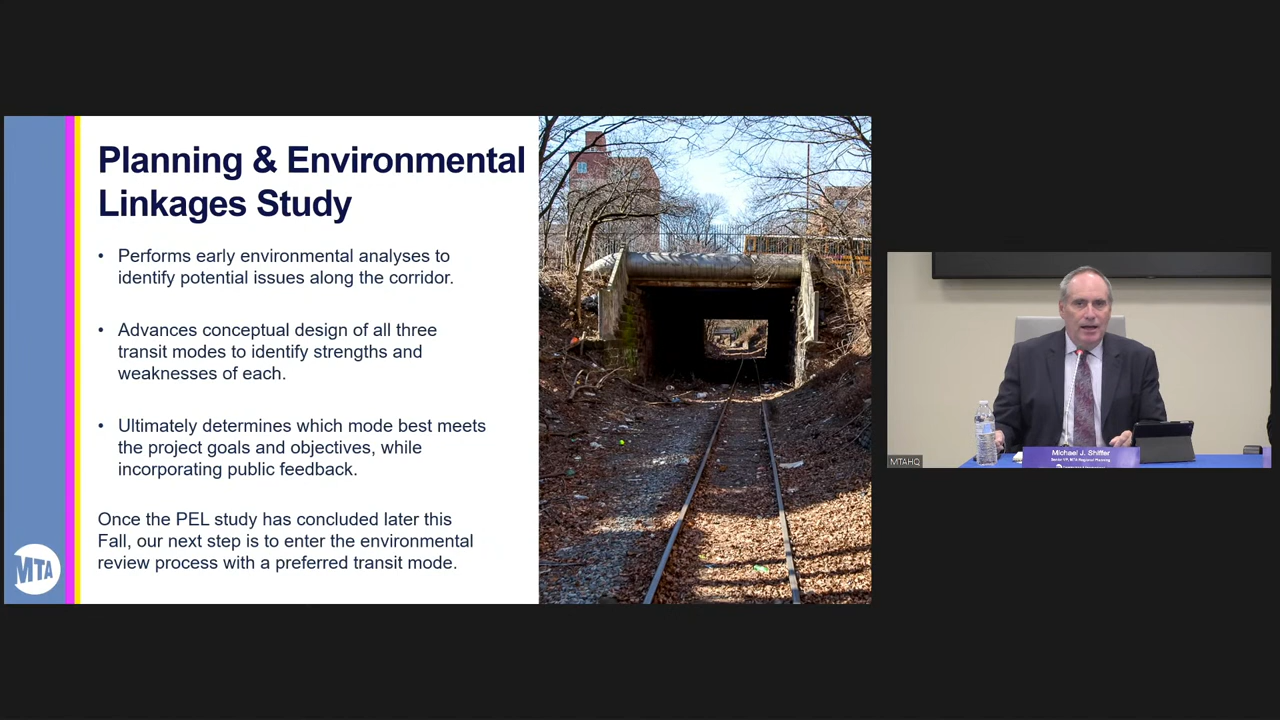 Planning & Environmental
Linkages Study
• Performs early environmental analyses to
identify potential issues along the corridor.
• Advances conceptual design of all three
transit modes to identify strengths and
weaknesses of each.
• Ultimately determines which mode best meets
the project goals and objectives, while
incorporating public feedback.
Once the PEL study has concluded later this
Fall, our next step is to enter the environmental
review process with a preferred transit mode.
MTA
MTAHQ
Michael J. Shiffer
Senior VP, MTA Regional Planning